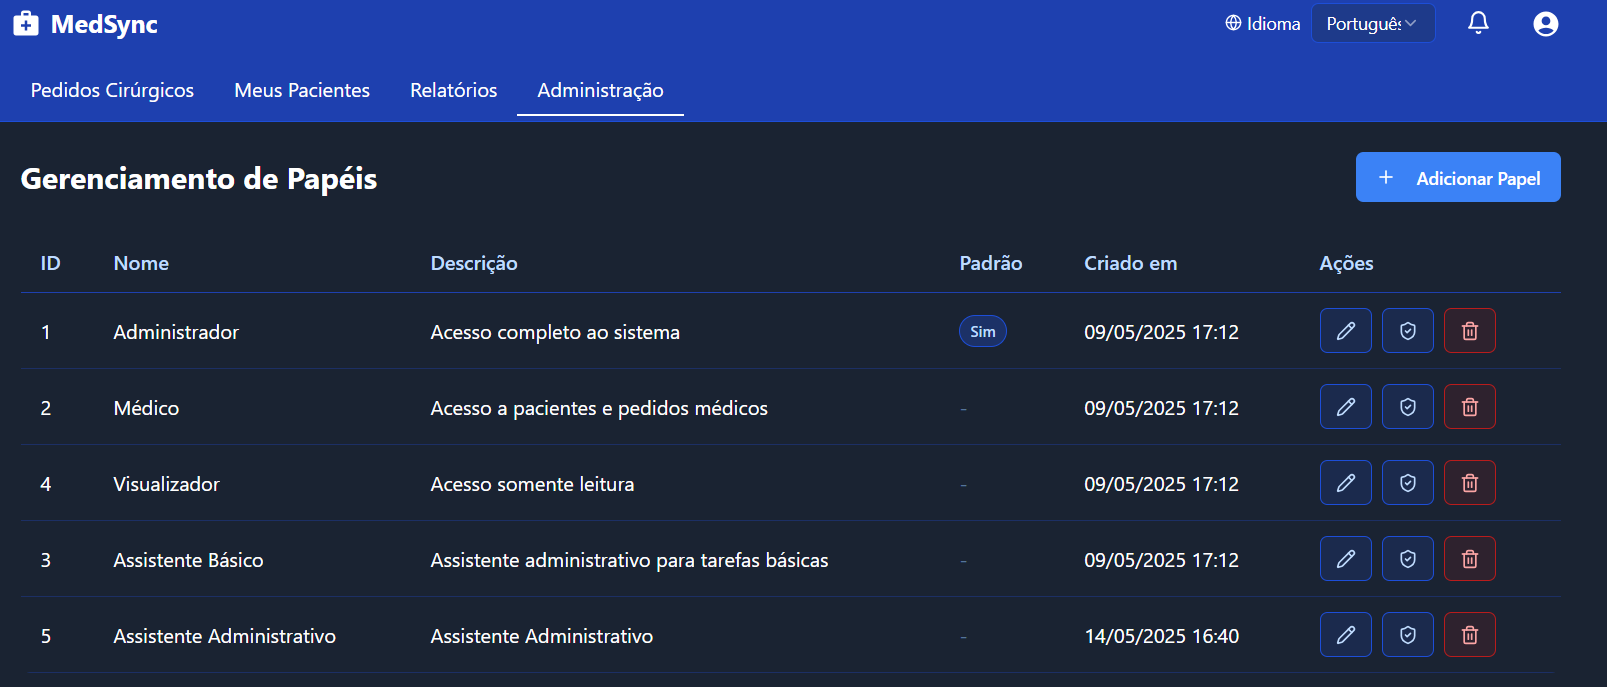 MedSync
Idioma
Português
Pedidos Cirúrgicos Meus Pacientes Relatórios Administração
Gerenciamento de Papéis
+ Adicionar Papel
ID Nome Descrição Padrão Criado em Ações
1 Administrador Acesso completo ao sistema Sim 09/05/2025 17:12
2 Médico Acesso a pacientes e pedidos médicos - 09/05/2025 17:12
4 Visualizador Acesso somente leitura - 09/05/2025 17:12
3 Assistente Básico Assistente administrativo para tarefas básicas - 09/05/2025 17:12
5 Assistente Administrativo Assistente Administrativo - 14/05/2025 16:40